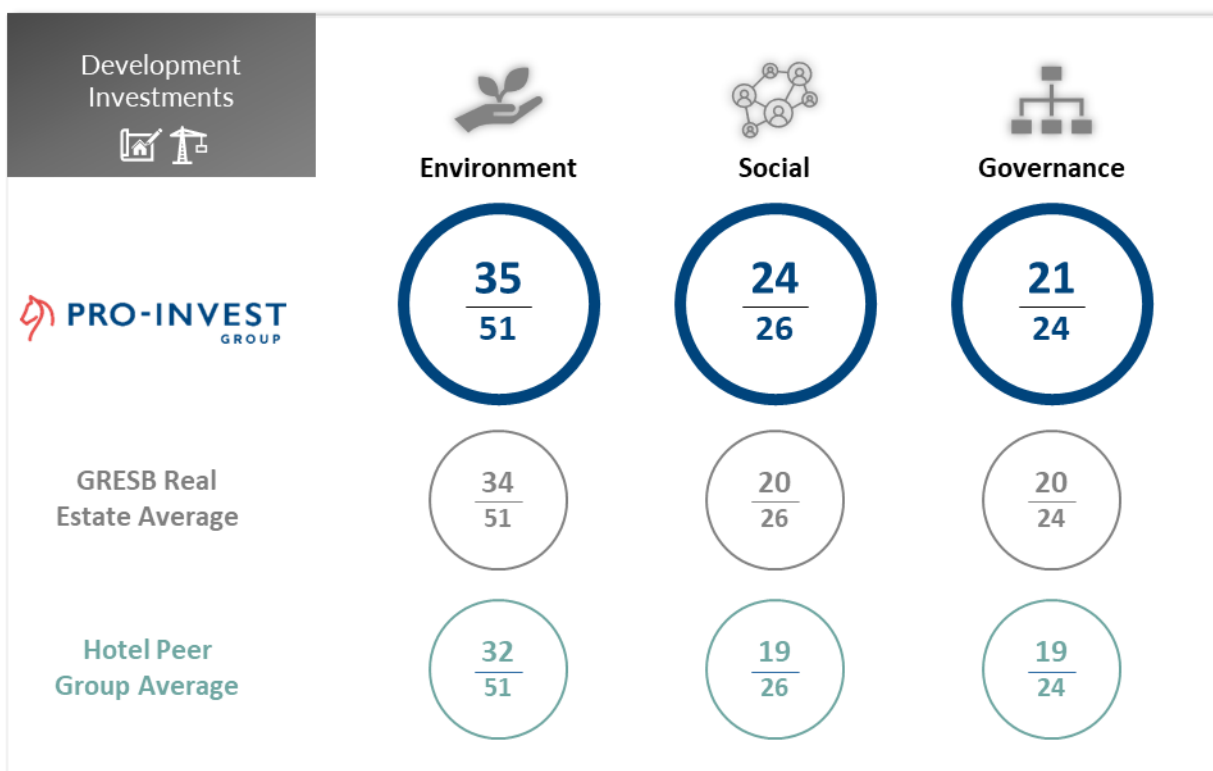 Development
Investments
Environment
Social
Governance
PRO-INVEST
GROUP
35
51
24
26
21
24
GRESB Real
Estate Average
34
51
20
26
20
24
Hotel Peer
Group Average
32
51
19
26
19
24